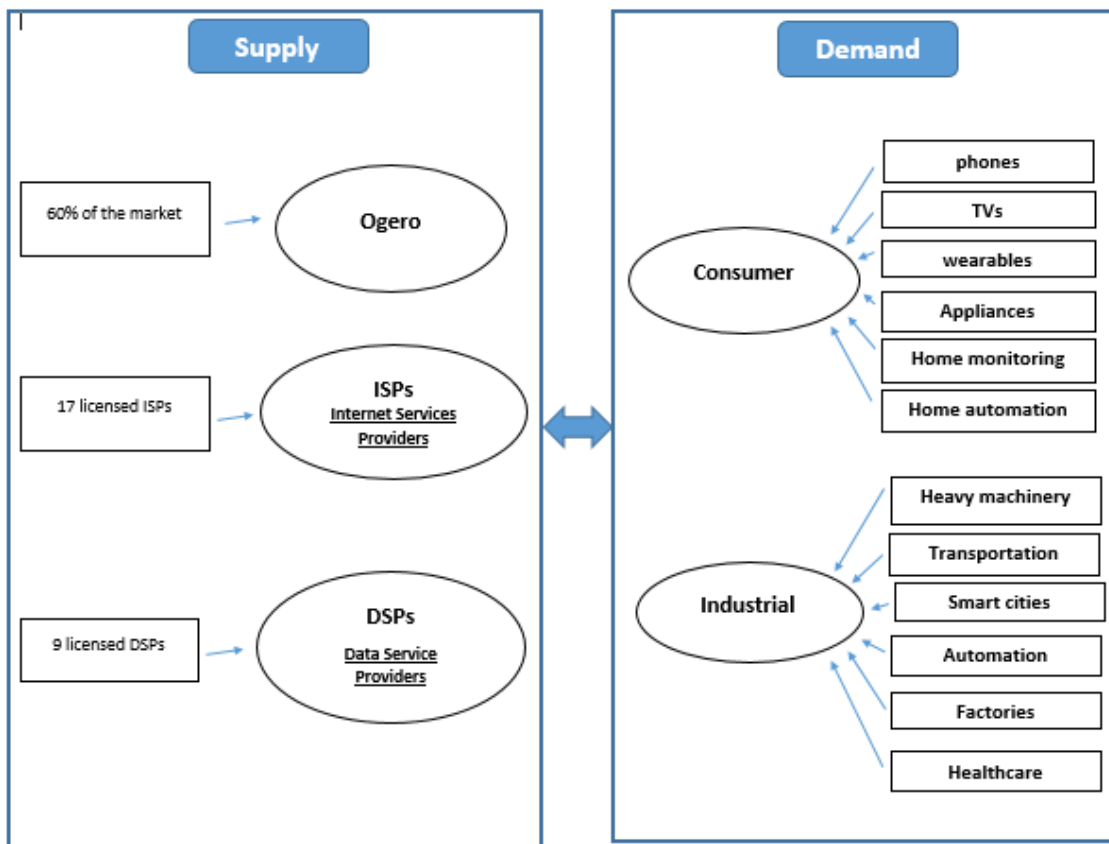 Supply
60% of the market
Ogero
17 licensed ISPs
ISPs
Internet Services
Providers
9 licensed DSPs
DSPs
Data Service
Providers
Demand
Consumer
phones
TVs
wearables
Appliances
Home monitoring
Home automation
Industrial
Heavy machinery
Transportation
Smart cities
Automation
Factories
Healthcare